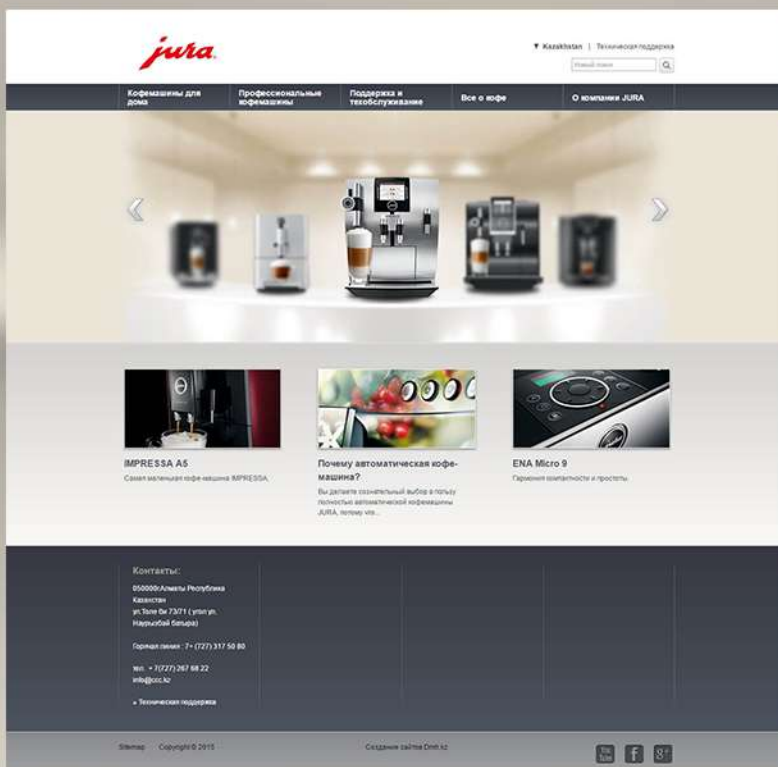 jura
Kazakhstan | Техническая поддержка
Новый поиск
Кофемашины для
дома
Профессиональные
кофемашины
Поддержка и
техобслуживание
Все о кофе
О компании JURA
IMPRESSA A5
Самая маленькая кофе-машина IMPRESSA.
Почему автоматическая кофе-
машина?
Вы делаете сознательный выбор в пользу
полностью автоматической кофемашины
JURA, потому что...
ENA Micro 9
Гармония компактности и простоты.
Контакты:
050000г.Алматы Республика
Казахстан
ул.Толе би 73/71 ( угол ул.
Наурызбай батыра)
Горячая линия : 7+ (727) 317 50 80
тел. + 7(727) 267 68 22
info@ccc.kz
» Техническая поддержка
Sitemap Copyright © 2015
Создание сайтов Dmh.kz
You
Tube
f
g+